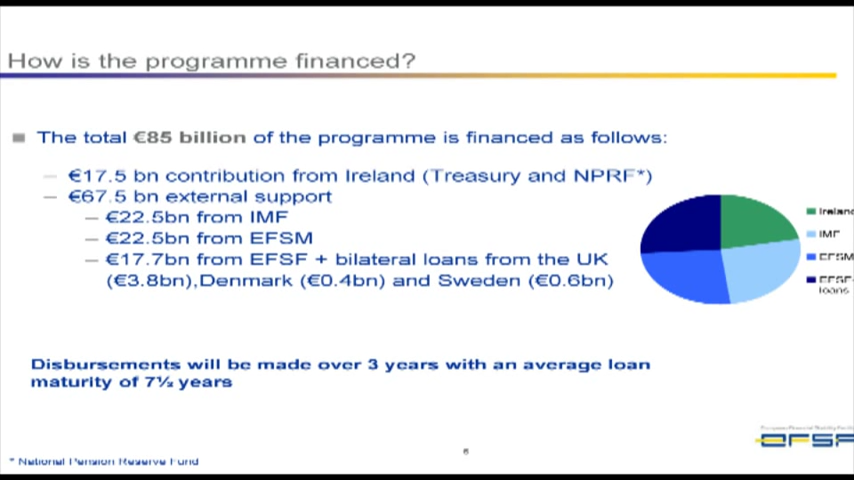 How is the programme financed?
The total €85 billion of the programme is financed as follows:
– €17.5 bn contribution from Ireland (Treasury and NPRF*)
– €67.5 bn external support
– €22.5bn from IMF
– €22.5bn from EFSM
– €17.7bn from EFSF + bilateral loans from the UK
(€3.8bn),Denmark (€0.4bn) and Sweden (€0.6bn)
Ireland
IMF
EFSM
EFSF
loans
Disbursements will be made over 3 years with an average loan
maturity of 7½ years
EFSF
6
* National Pension Reserve Fund